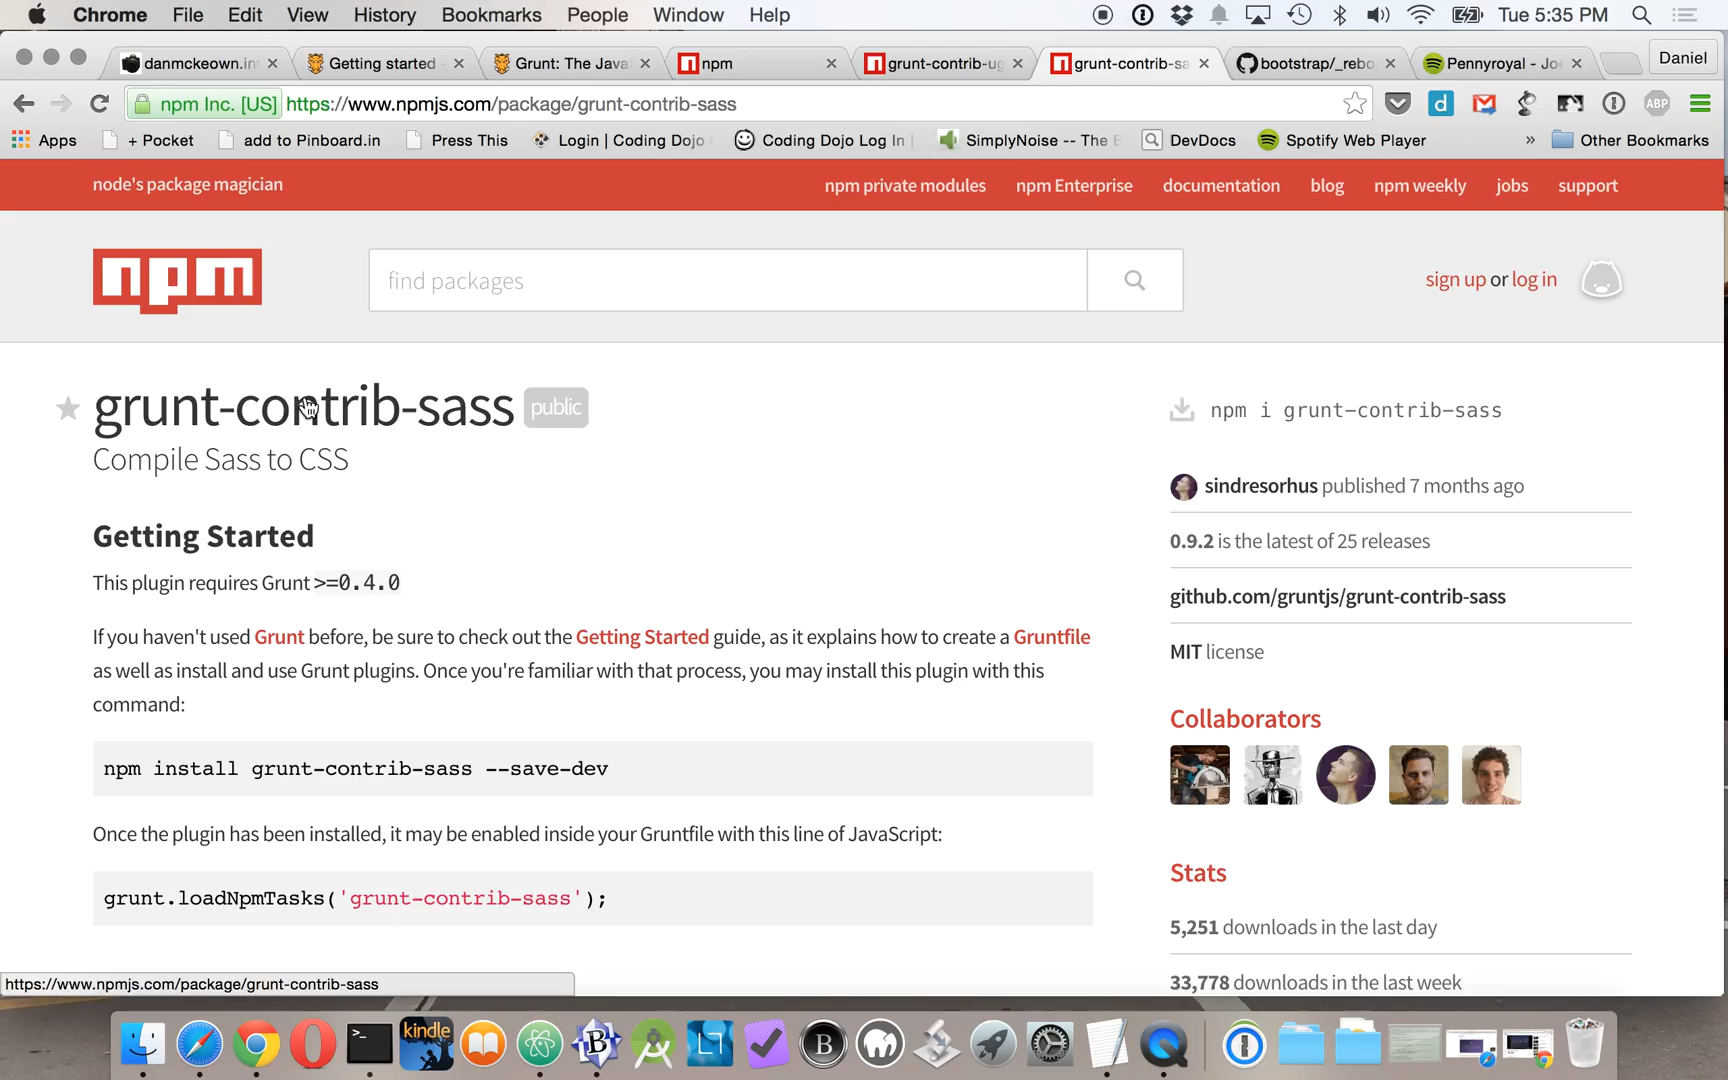 Chrome File Edit View History Bookmarks People Window Help Tue 5:35 PM
danmckeown.in Getting started - Grunt: The Java npm grunt-contrib-ug grunt-contrib-sa bootstrap/_rebo Pennyroyal - Jo Daniel
npm Inc. [US] https://www.npmjs.com/package/grunt-contrib-sass d ABP
Apps + Pocket add to Pinboard.in Press This Login | Coding Dojo Coding Dojo Log In SimplyNoise -- The DevDocs Spotify Web Player » Other Bookmarks
node's package magician npm private modules npm Enterprise documentation blog npm weekly jobs support
npm find packages sign up or log in
grunt-contrib-sass public
Compile Sass to CSS
Getting Started
This plugin requires Grunt >=0.4.0
If you haven't used Grunt before, be sure to check out the Getting Started guide, as it explains how to create a Gruntfile
as well as install and use Grunt plugins. Once you're familiar with that process, you may install this plugin with this
command:
npm install grunt-contrib-sass --save-dev
Once the plugin has been installed, it may be enabled inside your Gruntfile with this line of JavaScript:
grunt.loadNpmTasks('grunt-contrib-sass');
npm i grunt-contrib-sass
sindresorhus published 7 months ago
0.9.2 is the latest of 25 releases
github.com/gruntjs/grunt-contrib-sass
MIT license
Collaborators
Stats
5,251 downloads in the last day
33,778 downloads in the last week
https://www.npmjs.com/package/grunt-contrib-sass
kindle